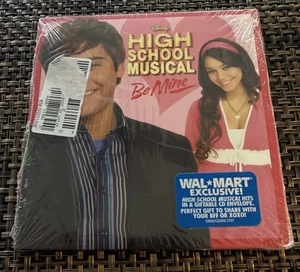 HIGH
SCHOOL
MUSICAL
Be Mine
WAL★MART
EXCLUSIVE!
HIGH SCHOOL MUSICAL HITS
IN A GIFTABLE CD ENVELOPE.
PERFECT GIFT TO SHARE WITH
YOUR BFF OR XOXO!